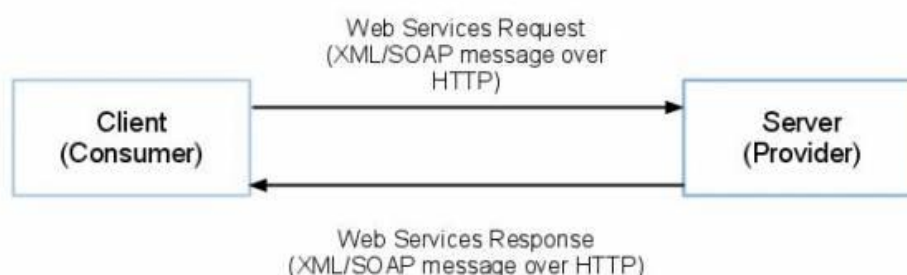 Web Services Request
(XML/SOAP message over
HTTP)
Client
(Consumer)
Server
(Provider)
Web Services Response
(XML/SOAP message over HTTP)